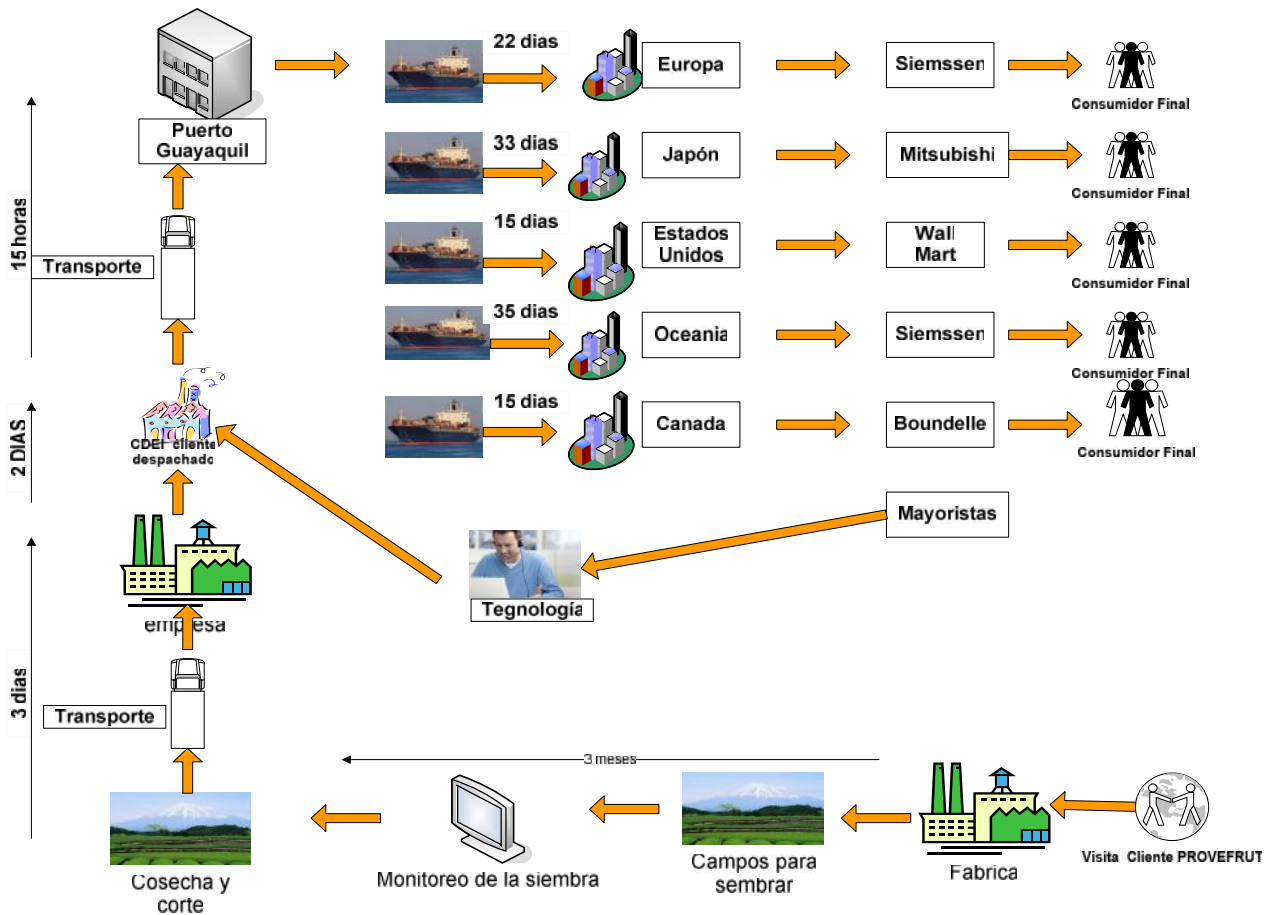 22 dias
Europa
Siemssen
Consumidor Final
Puerto
Guayaquil
33 dias
Japón
Mitsubishi
Consumidor Final
15 horas
Transporte
15 dias
Estados
Unidos
Wall
Mart
Consumidor Final
35 dias
Oceania
Siemssen
Consumidor Final
2 DIAS
CDEI cliente
despachado
15 dias
Canada
Boundelle
Consumidor Final
Mayoristas
Tegnología
empresa
3 dias
Transporte
3 meses
Cosecha y
corte
Monitoreo de la siembra
Campos para
sembrar
Fabrica
Visita Cliente PROVEFRUT